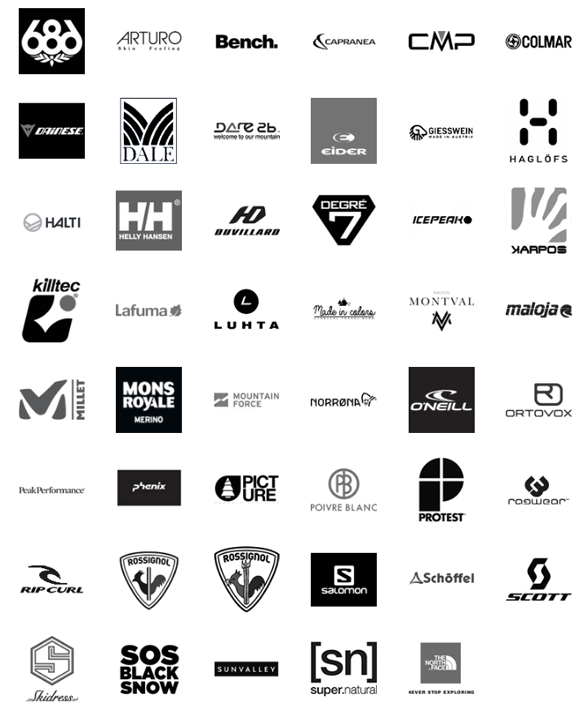 686
ARTURO
Skin Feeling
Bench.
CAPRANEA
CMP
COLMAR
DAINESE
DALE
DARE 2b
welcome to our mountain
EIDER
GIESSWEIN
MADE IN AUSTRIA
HAGLÖFS
HALTI
HH
HELLY HANSEN
HD
DUVILLARD
DEGRÉ
7
ICEPEAK
KARPOS
killtec
Lafuma
L
LUHTA
Made in colors
MAISON
MONTVAL
maloja
MILLET
MONS
ROYALE
MERINO
MOUNTAIN
FORCE
NORRØNA
O'NEILL
ORTOVOX
PeakPerformance
phenix
PICT
URE
PB
POIVRE BLANC
PROTEST
ragwear
RIP CURL
ROSSIGNOL
ROSSIGNOL
S
SALOMON
Schöffel
S
SCOTT
Skidress
SOS
BLACK
SNOW
SUNVALLEY
[sn]
super.natural
THE
NORTH
FACE
NEVER STOP EXPLORING